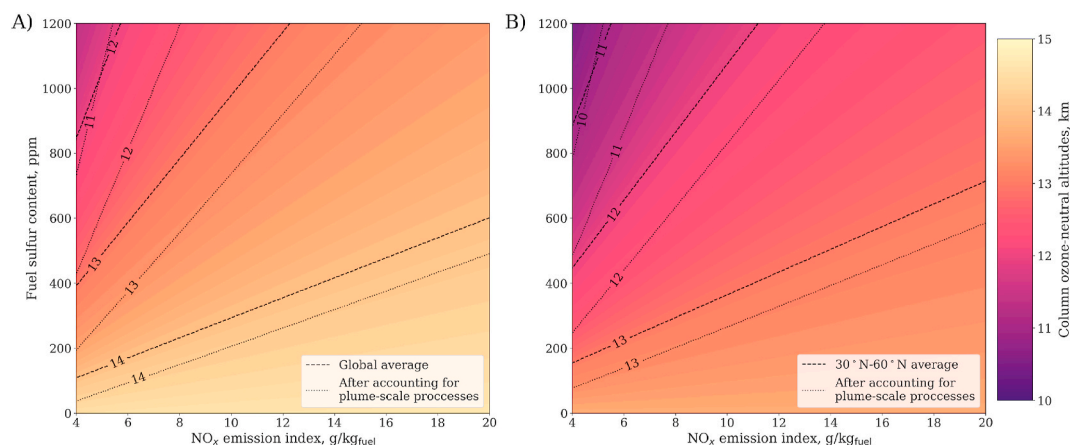 A)
1200
1000
800
600
400
200
0
Fuel sulfur content, ppm
12
11
12
13
13
14
14
Global average
After accounting for
plume-scale proccesses
4 6 8 10 12 14 16 18 20
NOx emission index, g/kgfuel
B)
1200
1000
800
600
400
200
0
11
10
11
12
12
13
13
30°N-60°N average
After accounting for
plume-scale proccesses
4 6 8 10 12 14 16 18 20
NOx emission index, g/kgfuel
15
14
13
12
11
10
Column ozone-neutral altitudes, km